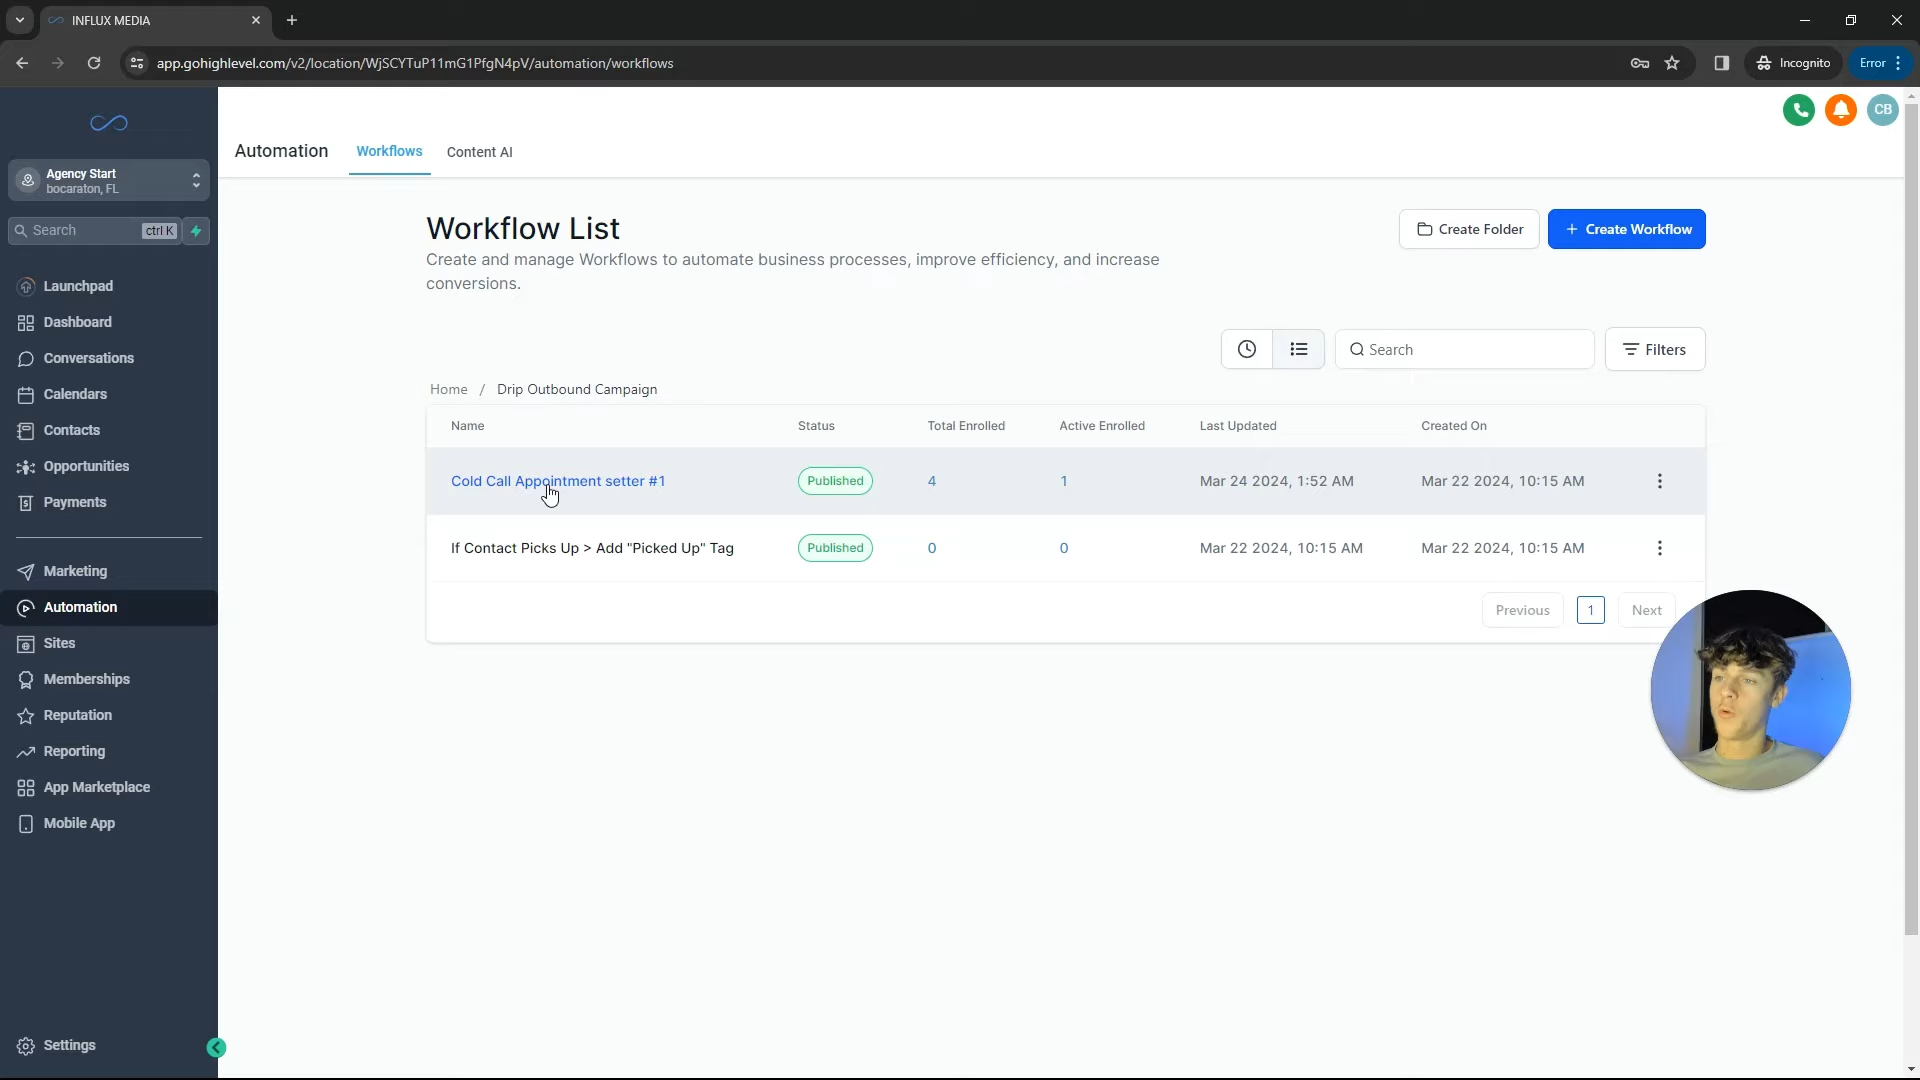 INFLUX MEDIA
app.gohighlevel.com/v2/location/WjSCYTuP11mG1PfgN4pV/automation/workflows
Incognito
Error
Agency Start
bocaraton, FL
Search
ctrl K
Launchpad
Dashboard
Conversations
Calendars
Contacts
Opportunities
Payments
Marketing
Automation
Sites
Memberships
Reputation
Reporting
App Marketplace
Mobile App
Settings
Automation
Workflows
Content AI
CB
Workflow List
Create and manage Workflows to automate business processes, improve efficiency, and increase
conversions.
Create Folder
+ Create Workflow
Search
Filters
Home / Drip Outbound Campaign
Name Status Total Enrolled Active Enrolled Last Updated Created On
Cold Call Appointment setter #1 Published 4 1 Mar 24 2024, 1:52 AM Mar 22 2024, 10:15 AM
If Contact Picks Up > Add "Picked Up" Tag Published 0 0 Mar 22 2024, 10:15 AM Mar 22 2024, 10:15 AM
Previous 1 Next